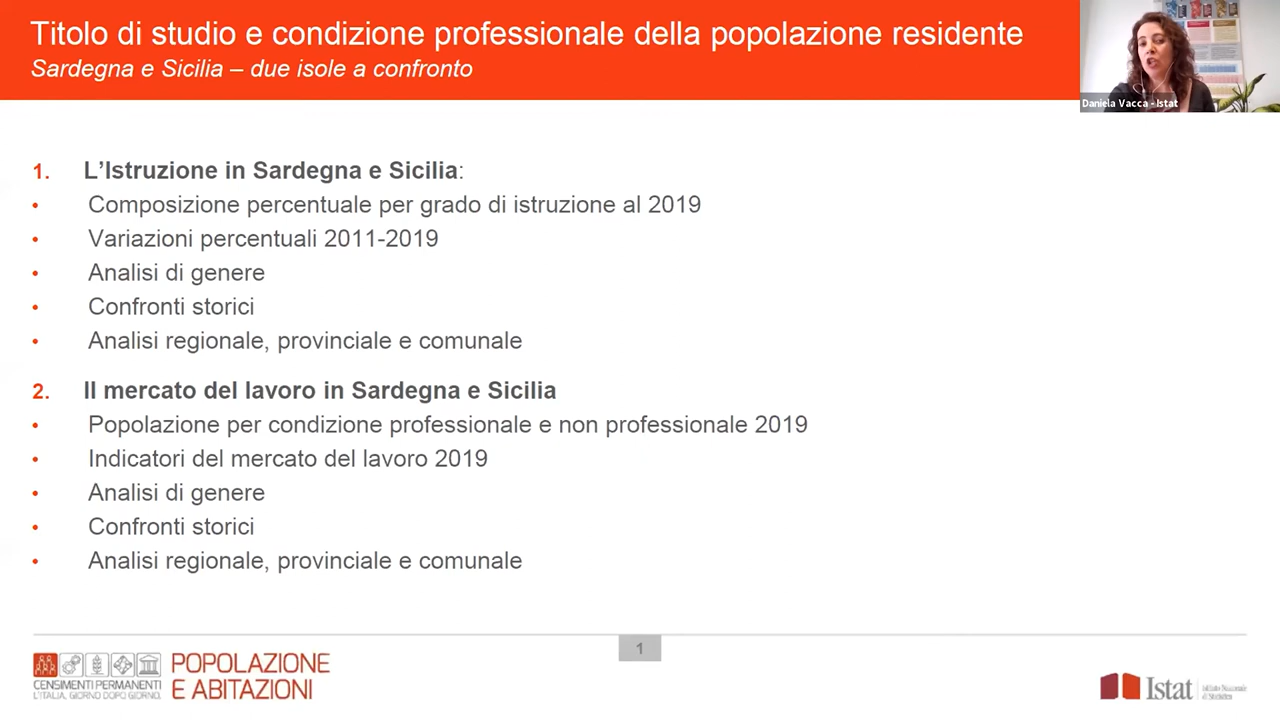 Titolo di studio e condizione professionale della popolazione residente
Sardegna e Sicilia – due isole a confronto
Daniela Vacca - Istat
1. L’Istruzione in Sardegna e Sicilia:
• Composizione percentuale per grado di istruzione al 2019
• Variazioni percentuali 2011-2019
• Analisi di genere
• Confronti storici
• Analisi regionale, provinciale e comunale
2. Il mercato del lavoro in Sardegna e Sicilia
• Popolazione per condizione professionale e non professionale 2019
• Indicatori del mercato del lavoro 2019
• Analisi di genere
• Confronti storici
• Analisi regionale, provinciale e comunale
1
CENSIMENTI PERMANENTI
L'ITALIA, GIORNO DOPO GIORNO.
POPOLAZIONE
E ABITAZIONI
Istat
Istituto Nazionale
di Statistica